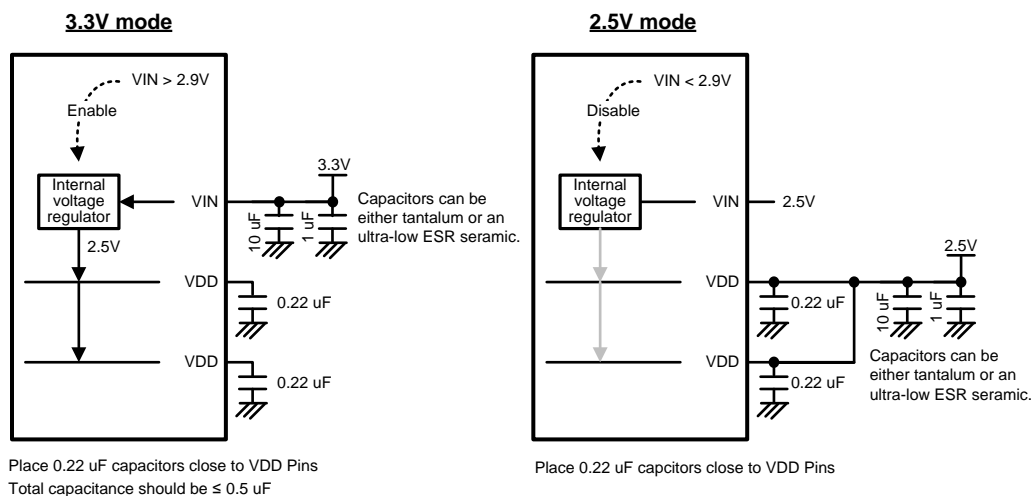 3.3V mode
VIN > 2.9V
Enable
Internal
voltage
regulator
VIN
3.3V
10 uF
1 uF
Capacitors can be
either tantalum or an
ultra-low ESR seramic.
2.5V
VDD
0.22 uF
VDD
0.22 uF
Place 0.22 uF capacitors close to VDD Pins
Total capacitance should be ≤ 0.5 uF
2.5V mode
VIN < 2.9V
Disable
Internal
voltage
regulator
VIN
2.5V
VDD
0.22 uF
2.5V
10 uF
1 uF
VDD
0.22 uF
Capacitors can be
either tantalum or an
ultra-low ESR seramic.
Place 0.22 uF capcitors close to VDD Pins